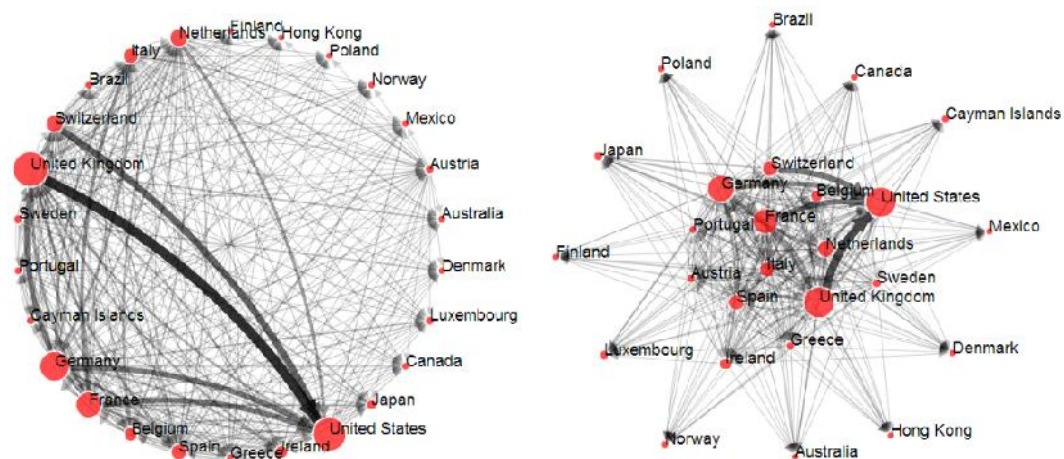 Finland
Netherlands
Hong Kong
Italy
Poland
Brazil
Norway
Switzerland
Mexico
United Kingdom
Austria
Sweden
Australia
Portugal
Denmark
Cayman Islands
Luxembourg
Germany
Canada
France
Japan
Belgium
United States
Spain
Ireland
Greece
Brazil
Poland
Canada
Cayman Islands
Japan
Switzerland
Germany
Belgium
United States
France
Portugal
Mexico
Netherlands
Finland
Italy
Austria
Sweden
Spain
United Kingdom
Greece
Luxembourg
Ireland
Denmark
Norway
Hong Kong
Australia